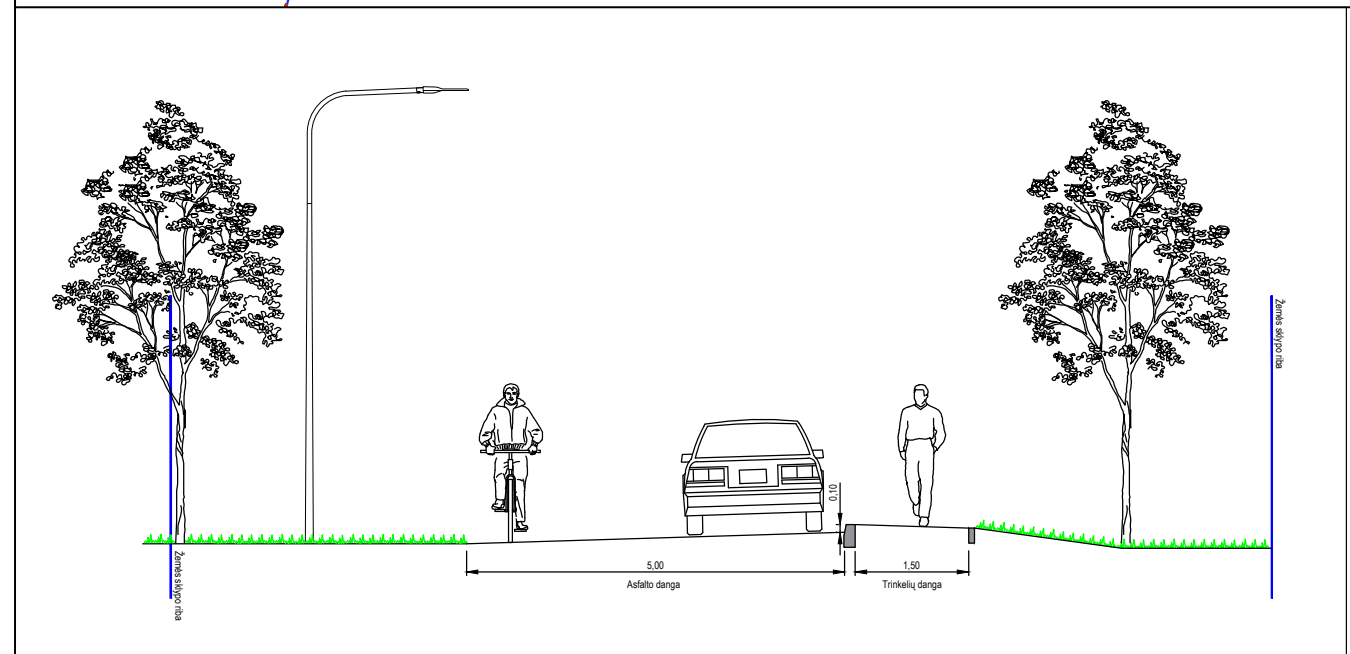 Žemės sklypo riba
0,10
Žemės sklypo riba
5,00
1,50
Asfalto danga
Trinkelių danga